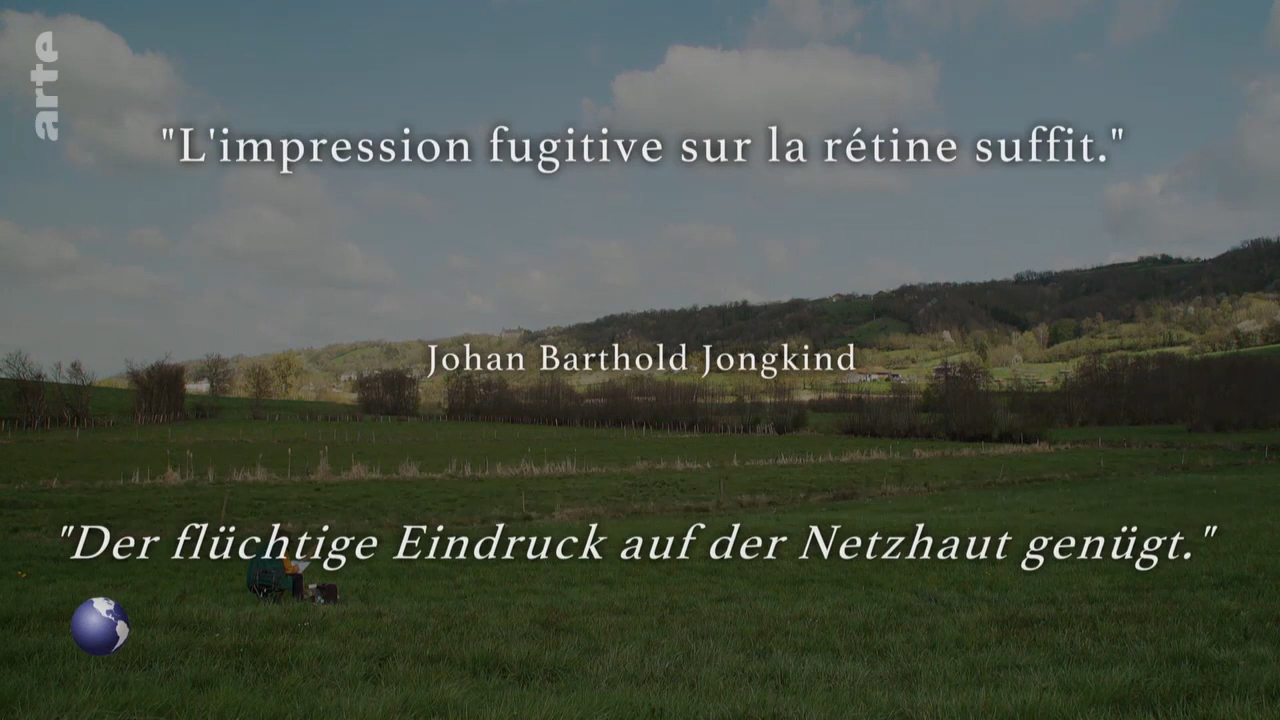 arte
"L'impression fugitive sur la rétine suffit."
Johan Barthold Jongkind
"Der flüchtige Eindruck auf der Netzhaut genügt."